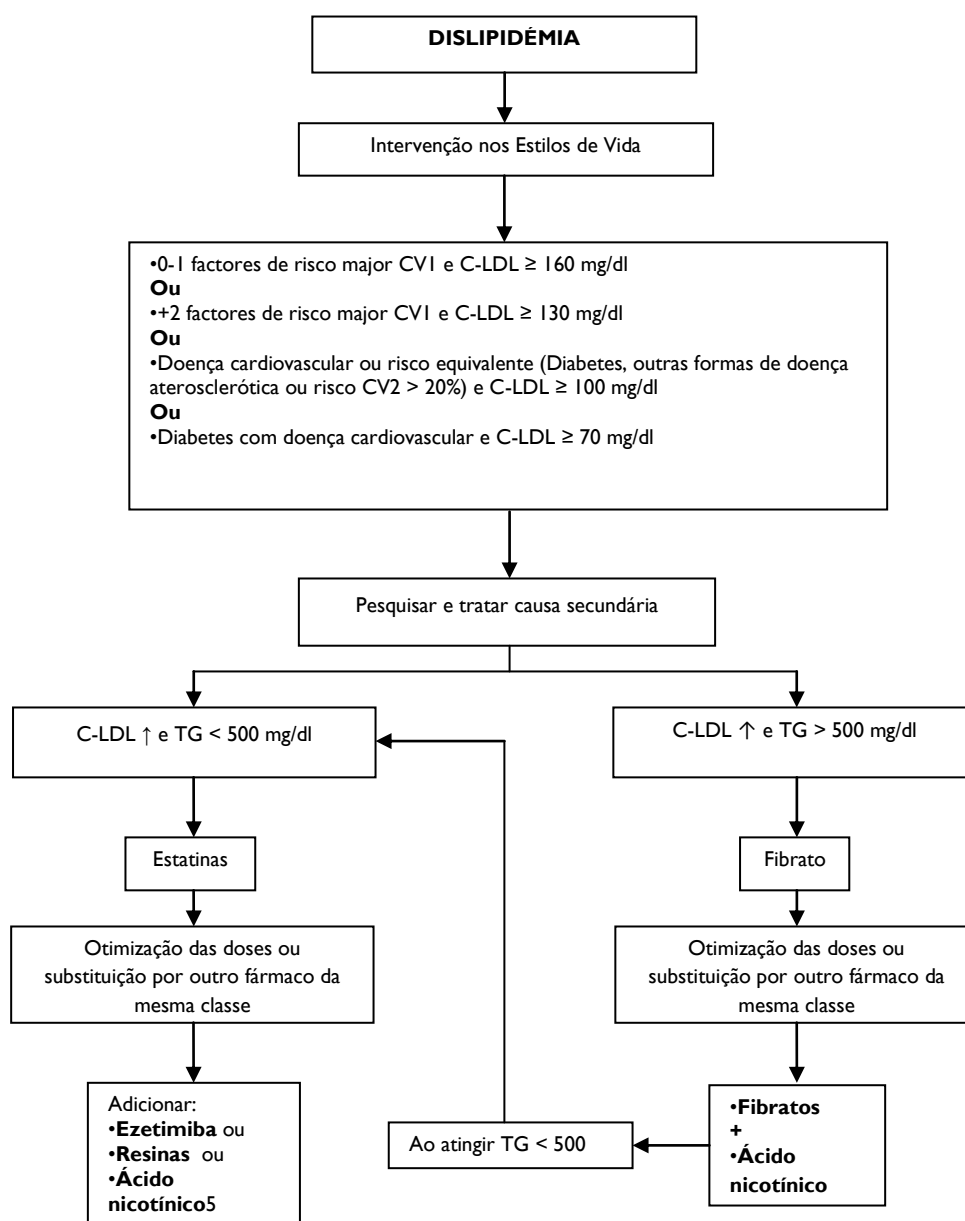 DISLIPIDÉMIA
Intervenção nos Estilos de Vida
•0-1 factores de risco major CV1 e C-LDL ≥ 160 mg/dl
Ou
•+2 factores de risco major CV1 e C-LDL ≥ 130 mg/dl
Ou
•Doença cardiovascular ou risco equivalente (Diabetes, outras formas de doença
aterosclerótica ou risco CV2 > 20%) e C-LDL ≥ 100 mg/dl
Ou
•Diabetes com doença cardiovascular e C-LDL ≥ 70 mg/dl
Pesquisar e tratar causa secundária
C-LDL ↑ e TG < 500 mg/dl
C-LDL ↑ e TG > 500 mg/dl
Estatinas
Fibrato
Otimização das doses ou
substituição por outro fármaco da
mesma classe
Otimização das doses ou
substituição por outro fármaco da
mesma classe
Adicionar:
•Ezetimiba ou
•Resinas ou
•Ácido
nicotínico5
Ao atingir TG < 500
•Fibratos
+
•Ácido
nicotínico